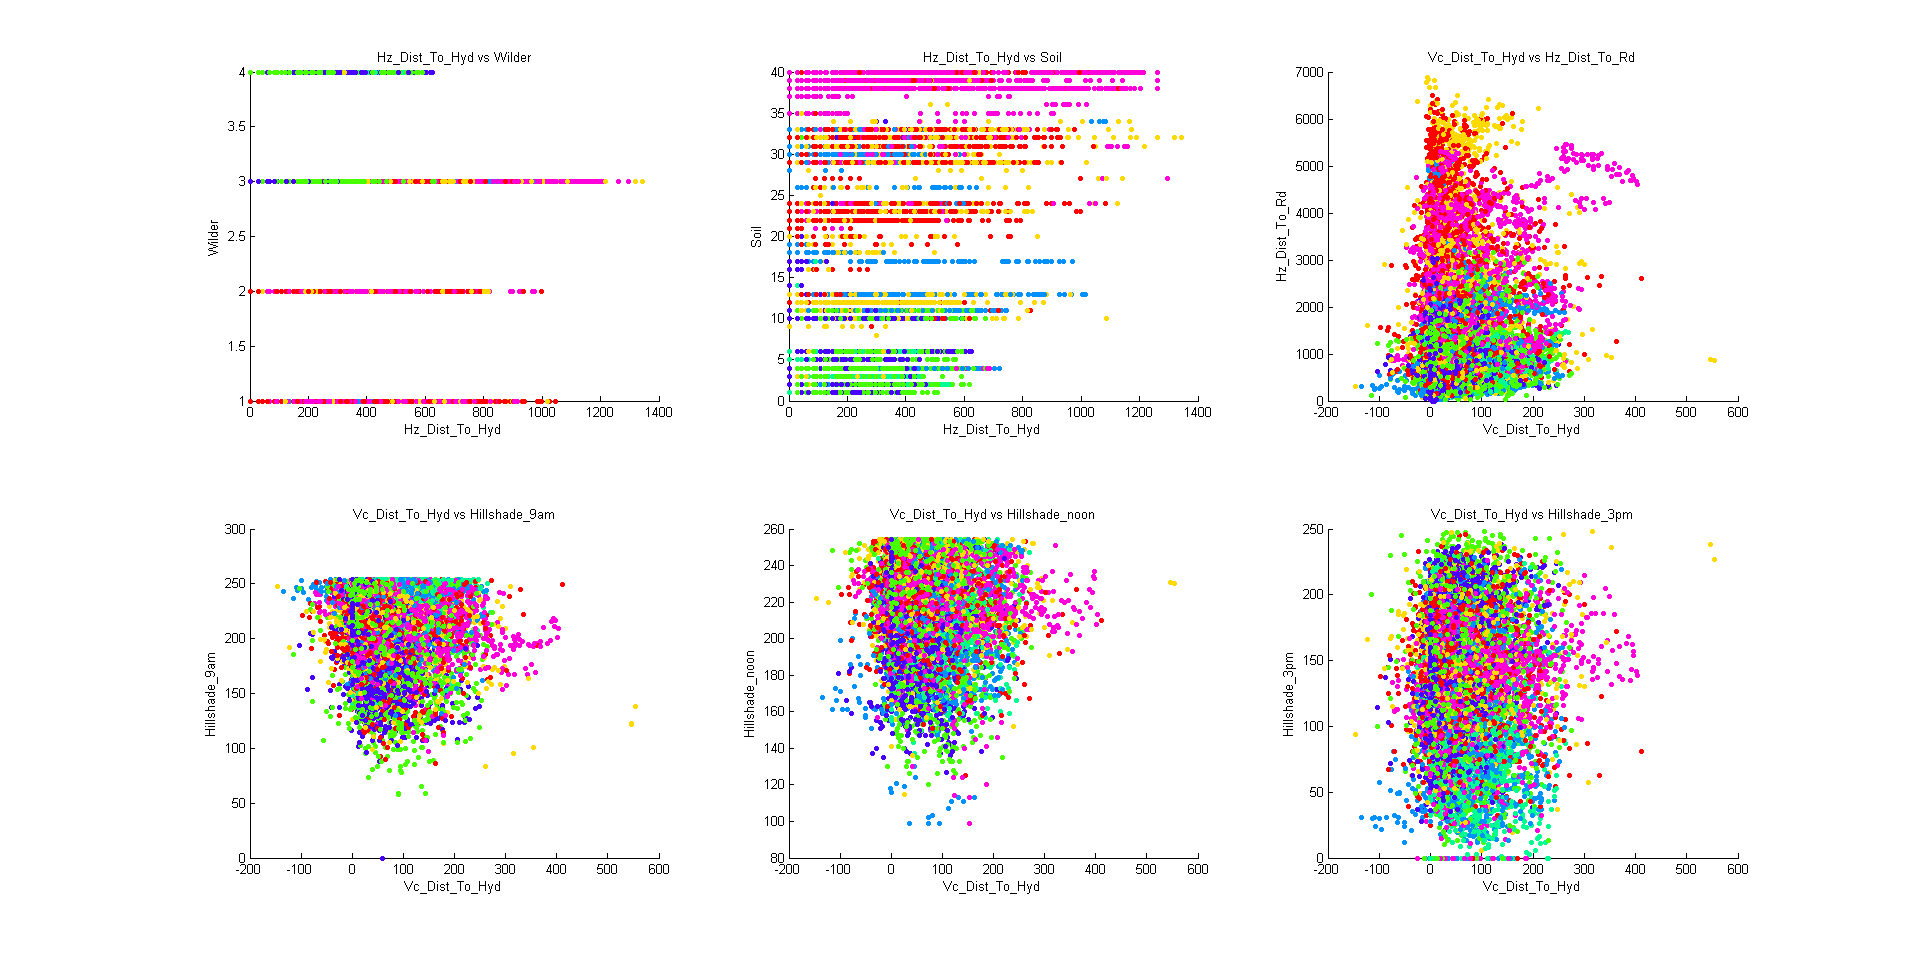 Hz_Dist_To_Hyd vs Wilder
4
3.5
3
2.5
2
1.5
1
Wilder
0 200 400 600 800 1000 1200 1400
Hz_Dist_To_Hyd
Hz_Dist_To_Hyd vs Soil
40
35
30
25
20
15
10
5
0
Soil
0 200 400 600 800 1000 1200 1400
Hz_Dist_To_Hyd
Vc_Dist_To_Hyd vs Hz_Dist_To_Rd
7000
6000
5000
4000
3000
2000
1000
0
Hz_Dist_To_Rd
-200 -100 0 100 200 300 400 500 600
Vc_Dist_To_Hyd
Vc_Dist_To_Hyd vs Hillshade_9am
300
250
200
150
100
50
0
Hillshade_9am
-200 -100 0 100 200 300 400 500 600
Vc_Dist_To_Hyd
Vc_Dist_To_Hyd vs Hillshade_noon
260
240
220
200
180
160
140
120
100
80
Hillshade_noon
-200 -100 0 100 200 300 400 500 600
Vc_Dist_To_Hyd
Vc_Dist_To_Hyd vs Hillshade_3pm
250
200
150
100
50
0
Hillshade_3pm
-200 -100 0 100 200 300 400 500 600
Vc_Dist_To_Hyd